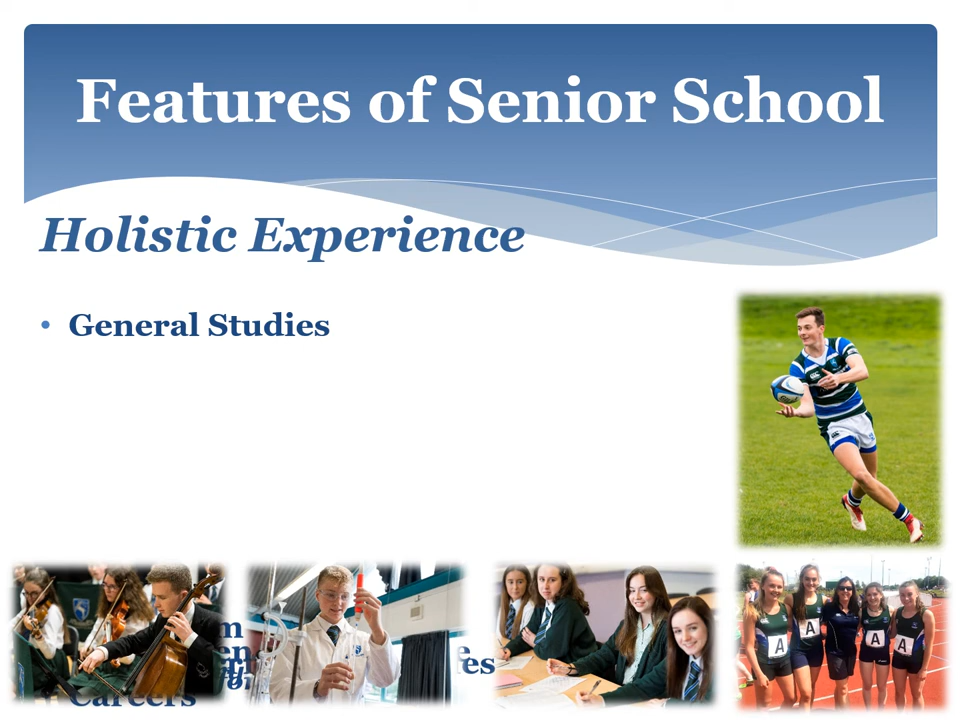 Features of Senior School
Holistic Experience
• General Studies
Careers
A
A
A
A